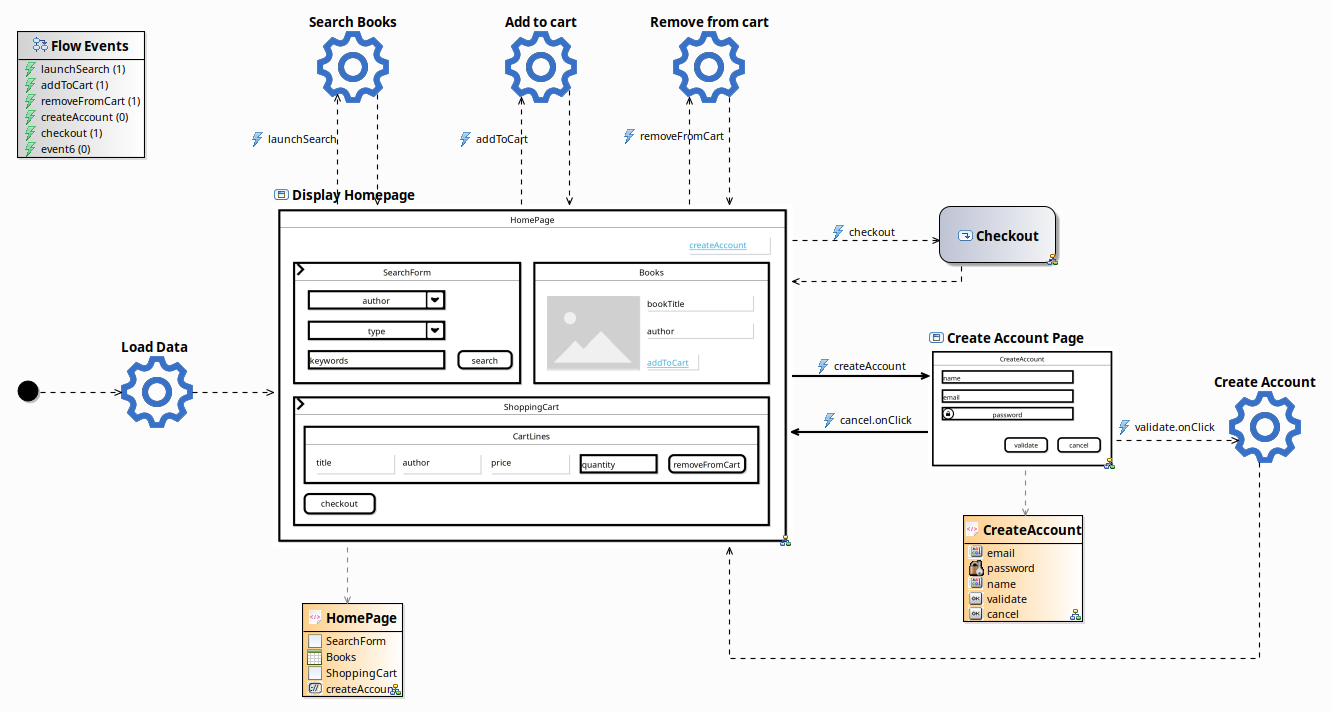 Search Books
Add to cart
Remove from cart
Flow Events
launchSearch (1)
addToCart (1)
removeFromCart (1)
createAccount (0)
checkout (1)
event6 (0)
launchSearch
addToCart
removeFromCart
Display Homepage
HomePage
createAccount
SearchForm
author
type
keywords
search
Books
bookTitle
author
addToCart
ShoppingCart
CartLines
title
author
price
quantity
removeFromCart
checkout
checkout
Checkout
Load Data
createAccount
cancel.onClick
Create Account Page
CreateAccount
name
email
password
validate
cancel
validate.onClick
Create Account
CreateAccount
email
password
name
validate
cancel
HomePage
SearchForm
Books
ShoppingCart
createAccoun